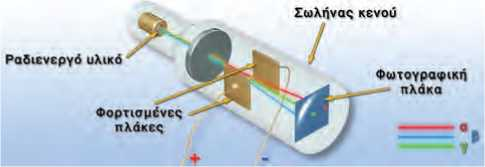 Σωλήνας κενού
Ραδιενεργό υλικό
Φωτογραφική
πλάκα
Φορτισμένες
πλάκες
+
−
α
β
γ